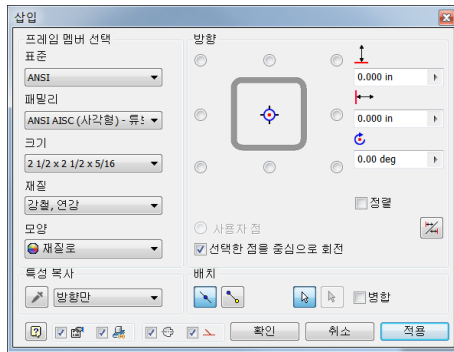 삽입
프레임 멤버 선택
표준
ANSI
패밀리
ANSI AISC (사각형) - 튜브
크기
2 1/2 x 2 1/2 x 5/16
재질
강철, 연강
모양
재질로
특성 복사
방향만
방향
0.000 in
0.000 in
0.00 deg
정렬
사용자 점
선택한 점을 중심으로 회전
배치
병합
확인
취소
적용